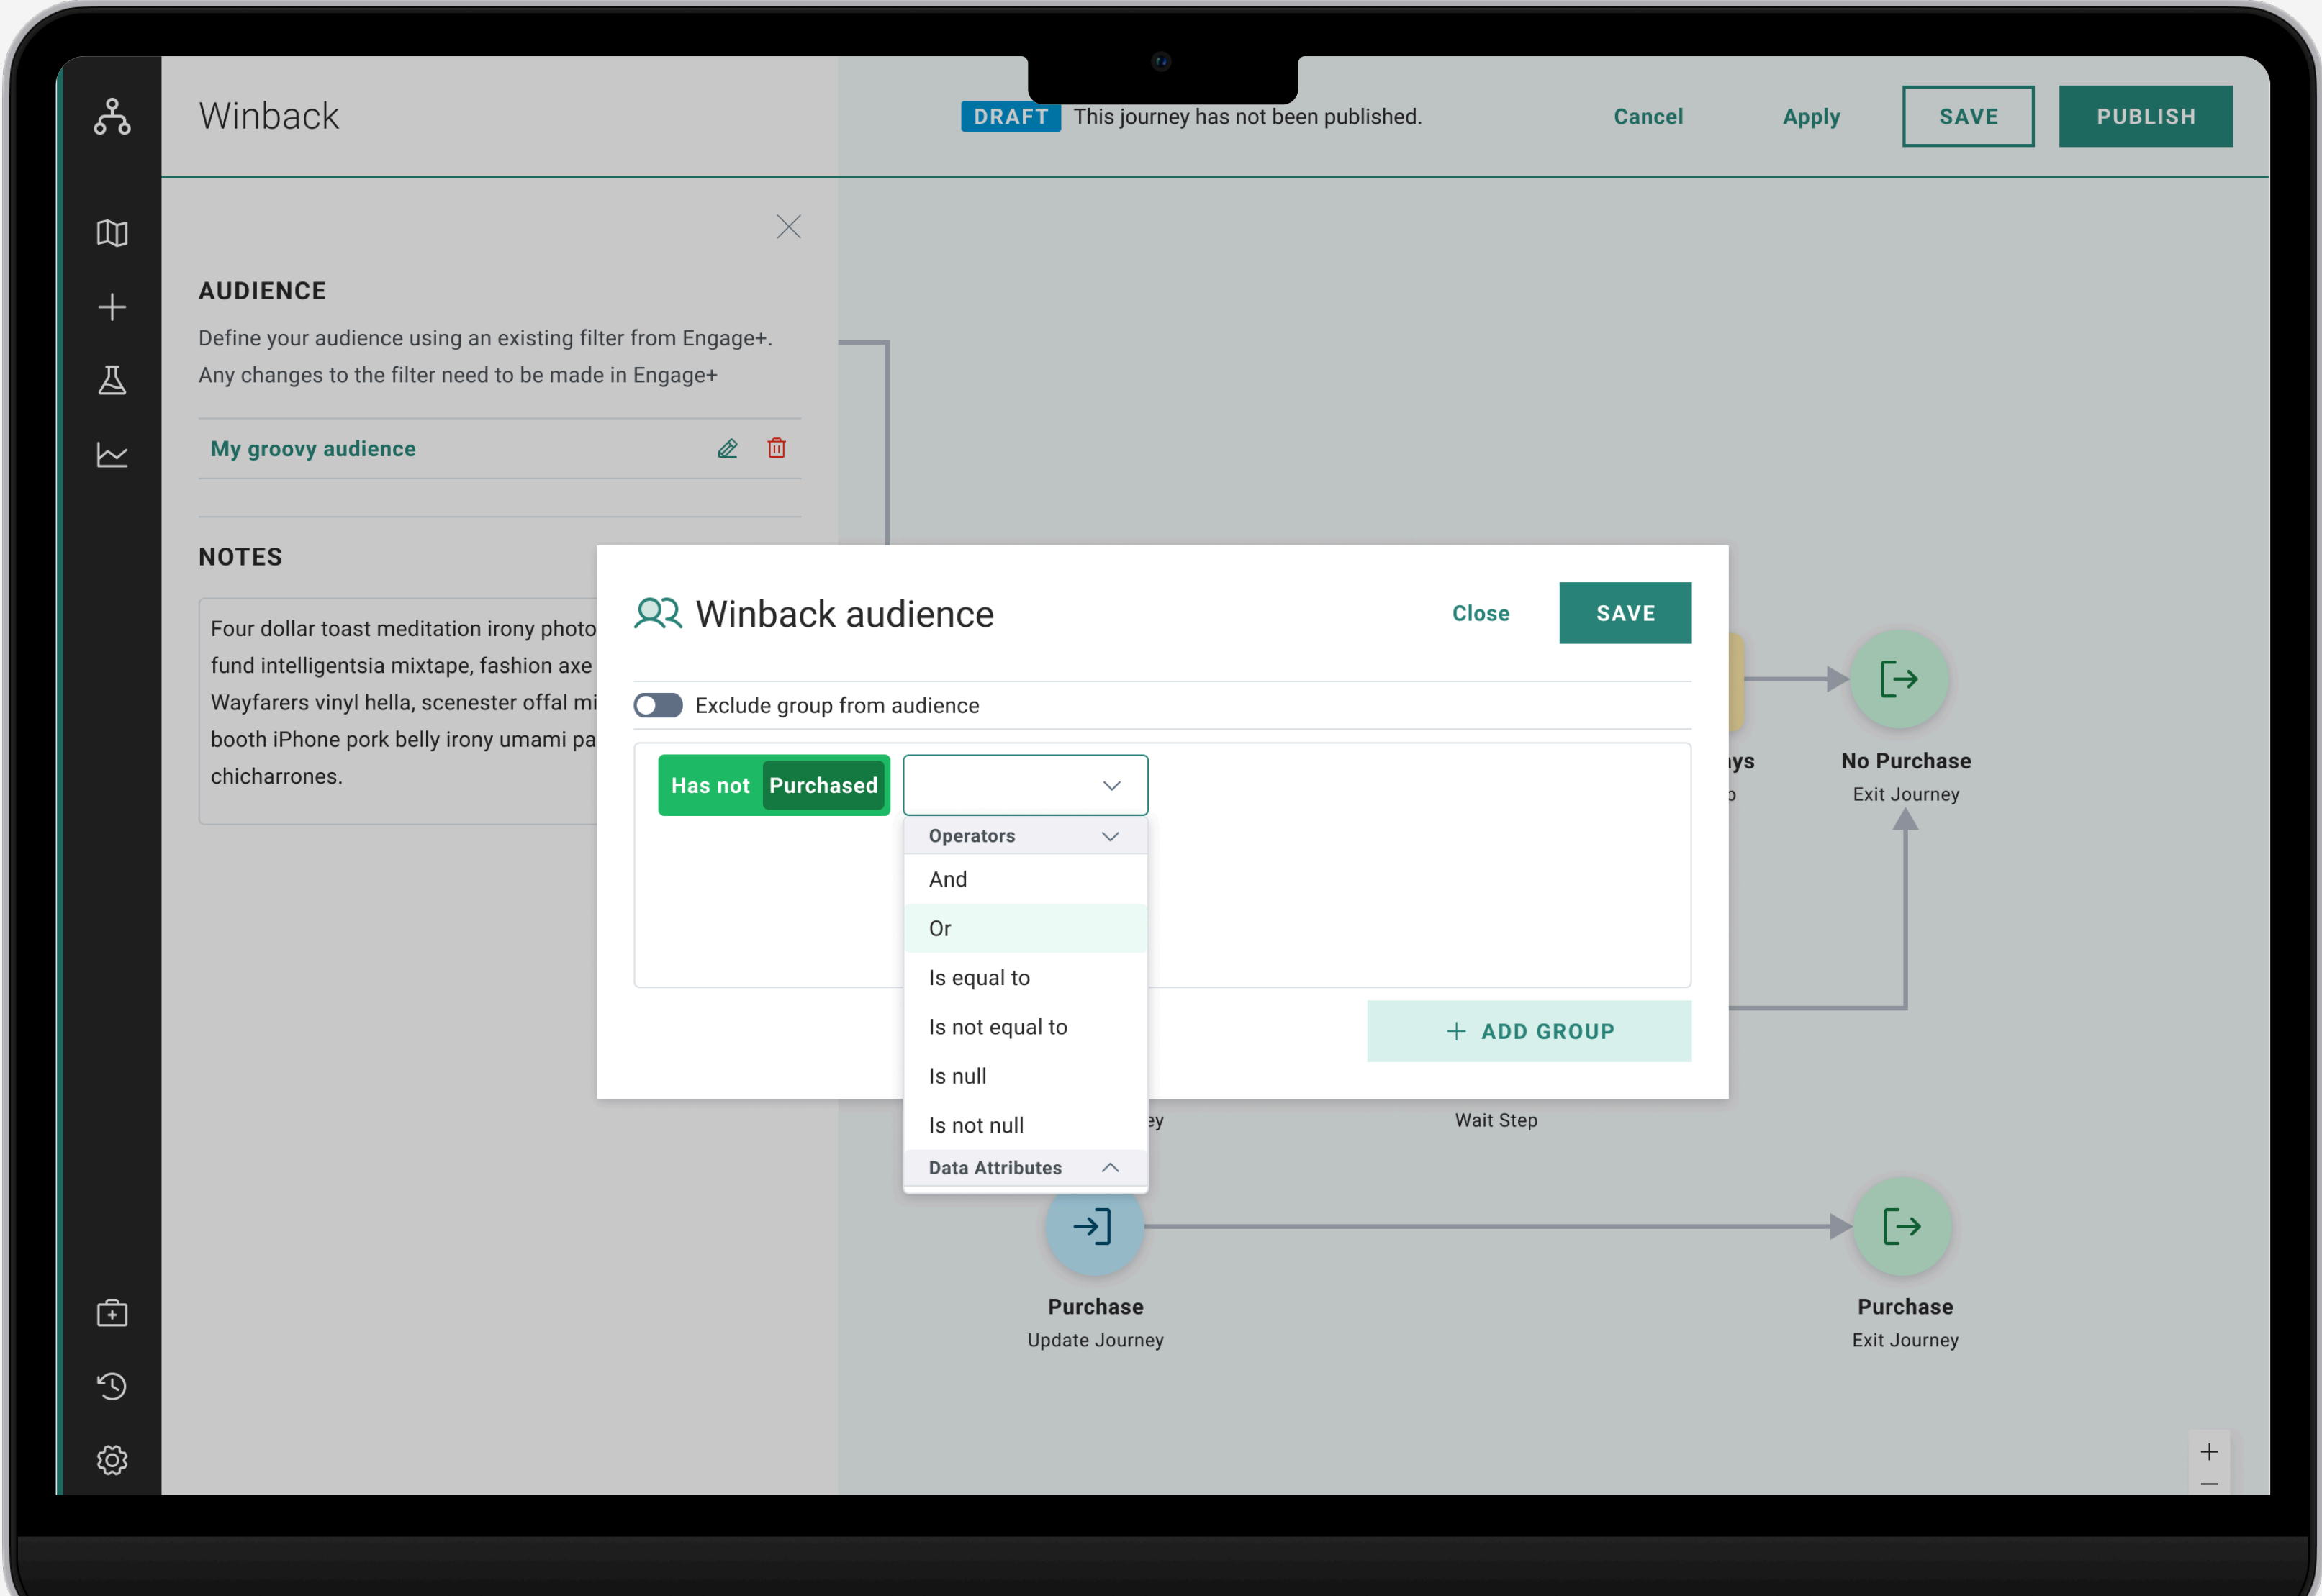 Winback
DRAFT This journey has not been published.
Cancel
Apply
SAVE
PUBLISH
AUDIENCE
Define your audience using an existing filter from Engage+.
Any changes to the filter need to be made in Engage+
My groovy audience
NOTES
Four dollar toast meditation irony photo
fund intelligentsia mixtape, fashion axe
Wayfarers vinyl hella, scenester offal mi
booth iPhone pork belly irony umami pa
chicharrones.
Winback audience
Close
SAVE
Exclude group from audience
Has not Purchased
Operators
And
Or
Is equal to
Is not equal to
Is null
Is not null
Data Attributes
+ ADD GROUP
No Purchase
Exit Journey
Wait Step
Purchase
Update Journey
Purchase
Exit Journey